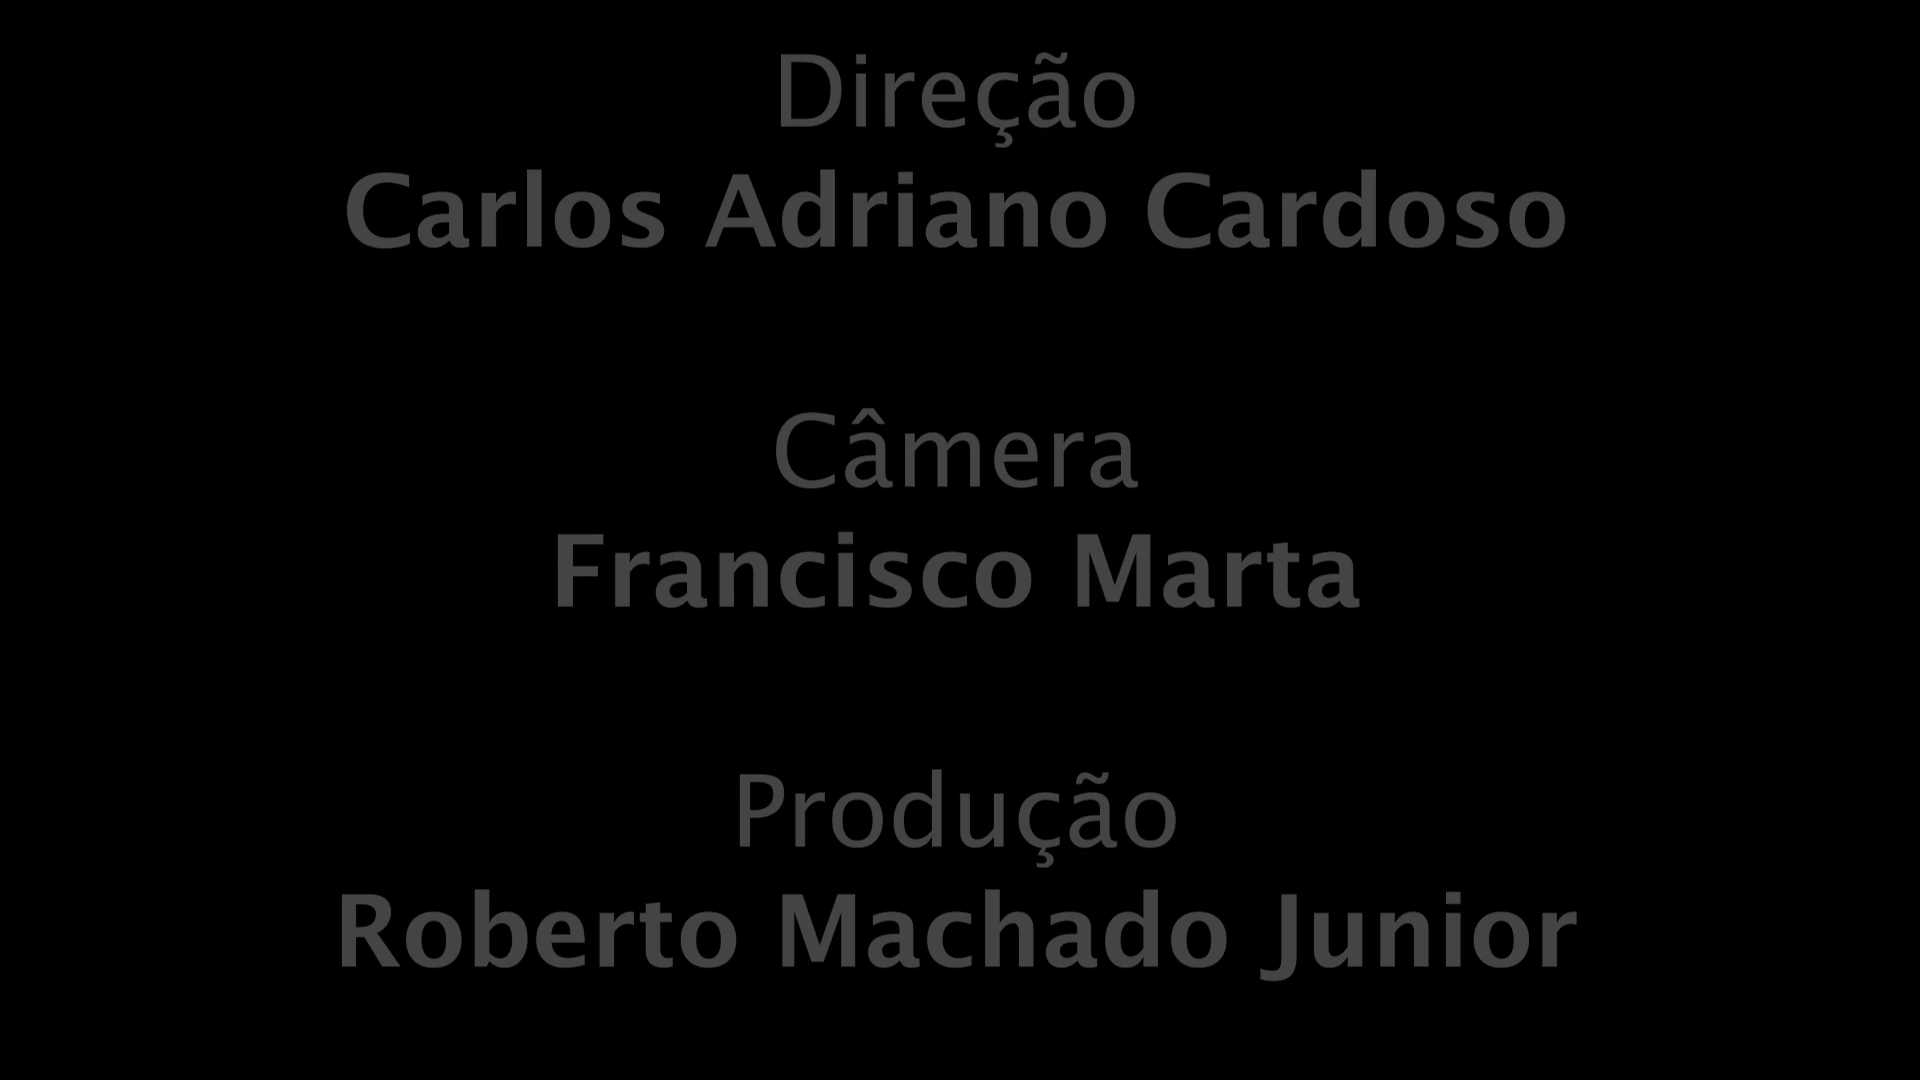 Direção
Carlos Adriano Cardoso
Câmera
Francisco Marta
Produção
Roberto Machado Junior